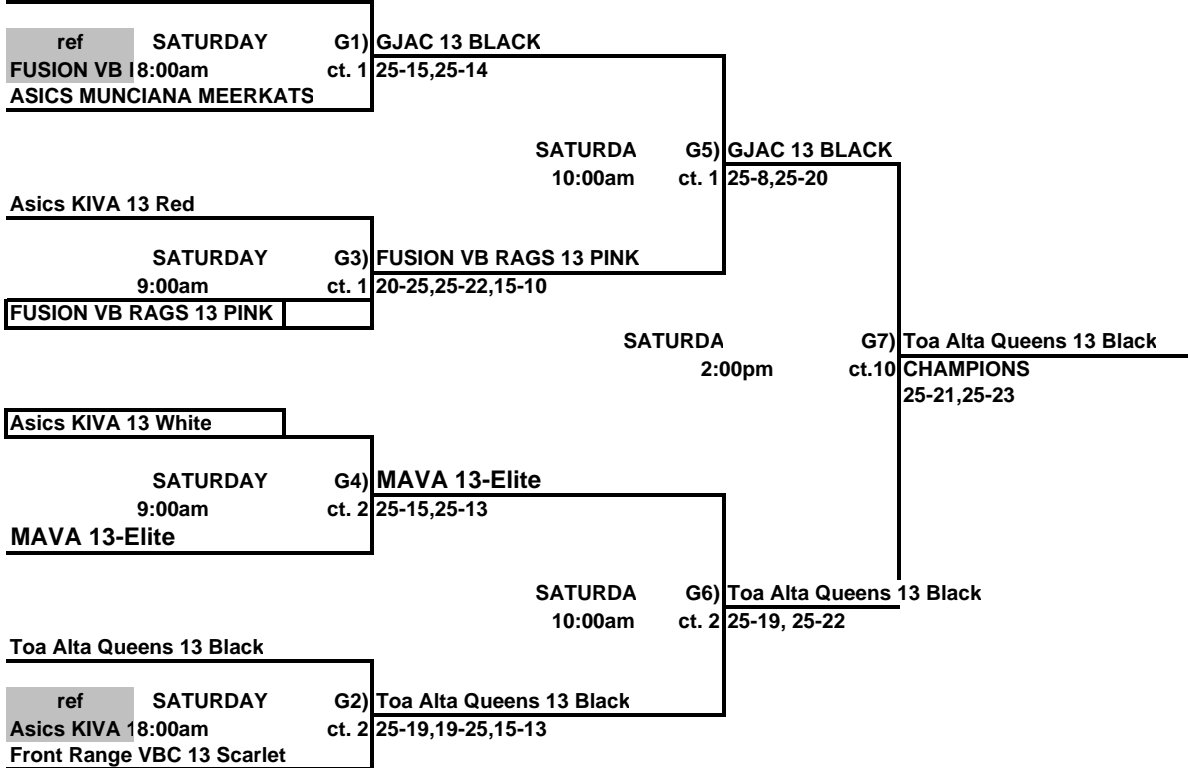 ref SATURDAY G1) GJAC 13 BLACK
FUSION VB 8:00am ct. 1 25-15,25-14
ASICS MUNCIANA MEERKATS
SATURDA G5) GJAC 13 BLACK
10:00am ct. 1 25-8,25-20
Asics KIVA 13 Red
SATURDAY G3) FUSION VB RAGS 13 PINK
9:00am ct. 1 20-25,25-22,15-10
FUSION VB RAGS 13 PINK
SATURDA G7) Toa Alta Queens 13 Black
2:00pm ct.10 CHAMPIONS
25-21,25-23
Asics KIVA 13 White
SATURDAY G4) MAVA 13-Elite
9:00am ct. 2 25-15,25-13
MAVA 13-Elite
SATURDA G6) Toa Alta Queens 13 Black
10:00am ct. 2 25-19, 25-22
Toa Alta Queens 13 Black
ref SATURDAY G2) Toa Alta Queens 13 Black
Asics KIVA 1 8:00am ct. 2 25-19,19-25,15-13
Front Range VBC 13 Scarlet